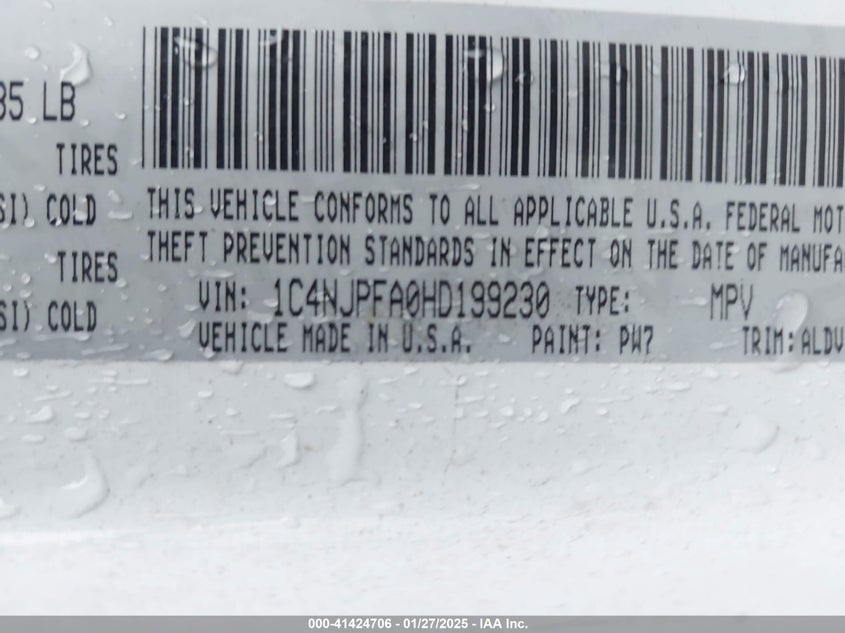 85 LB
TIRES
SI) COLD
TIRES
SI) COLD
THIS VEHICLE CONFORMS TO ALL APPLICABLE U.S.A. FEDERAL MOT
THEFT PREVENTION STANDARDS IN EFFECT ON THE DATE OF MANUFA
VIN: 1C4NJPFA0HD199230 TYPE: MPV
VEHICLE MADE IN U.S.A. PAINT: PW7 TRIM: ALDV
000-41424706 - 01/27/2025 - IAA Inc.